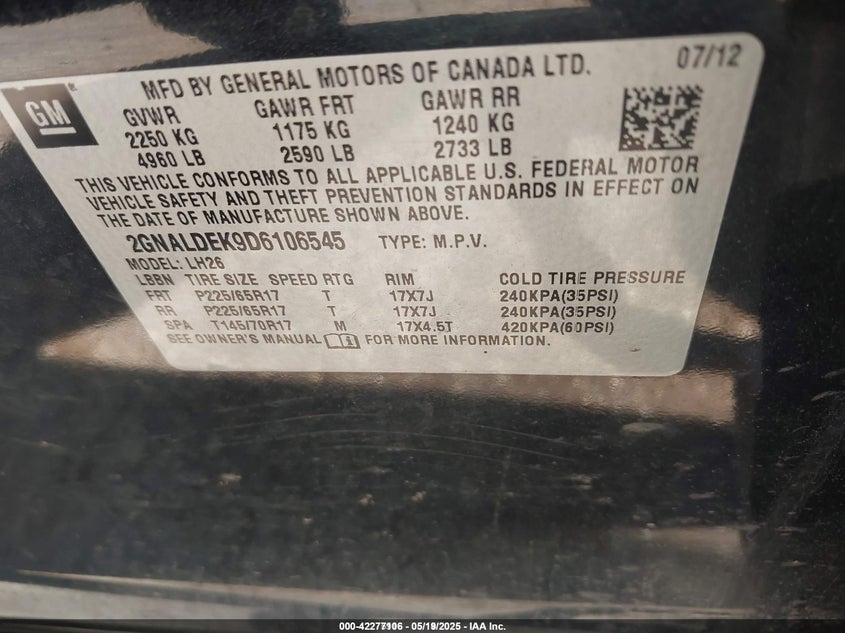 07/12
MFD BY GENERAL MOTORS OF CANADA LTD.
GM
GVWR GAWR FRT GAWR RR
2250 KG 1175 KG 1240 KG
4960 LB 2590 LB 2733 LB
THIS VEHICLE CONFORMS TO ALL APPLICABLE U.S. FEDERAL MOTOR
VEHICLE SAFETY AND THEFT PREVENTION STANDARDS IN EFFECT ON
THE DATE OF MANUFACTURE SHOWN ABOVE.
2GNALDEK9D6106545 TYPE: M.P.V.
MODEL: LH26
LBBN TIRE SIZE SPEED RTG RIM COLD TIRE PRESSURE
FRT P225/65R17 T 17X7J 240KPA(35PSI)
RR P225/65R17 T 17X7J 240KPA(35PSI)
SPA T145/70R17 M 17X4.5T 420KPA(60PSI)
SEE OWNER'S MANUAL FOR MORE INFORMATION.
000-42277906 - 05/19/2025 - IAA Inc.